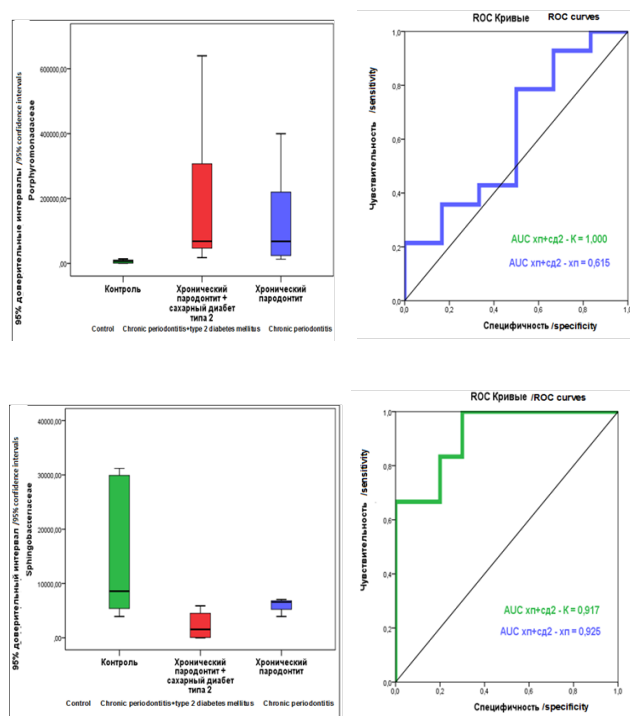 95% доверительные интервалы /95% confidence intervals
Porphyromonadaceae
600000,00
400000,00
200000,00
,00
Контроль
Хронический
пародонтит +
сахарный диабет
типа 2
Хронический
пародонтит
Control Chronic periodontitis+type 2 diabetes mellitus Chronic periodontitis
ROC Кривые ROC curves
Чувствительность /sensitivity
1,0
0,8
0,6
0,4
0,2
0,0
AUC хп+сд2 - K = 1,000
AUC хп+сд2 - хп = 0,615
0,0 0,2 0,4 0,6 0,8 1,0
Специфичность /specificity
95% доверительный интервал /95% confidence intervals
Sphingobacteriaceae
40000,00
30000,00
20000,00
10000,00
,00
Контроль
Хронический
пародонтит +
сахарный диабет
типа 2
Хронический
пародонтит
Control Chronic periodontitis+type 2 diabetes mellitus Chronic periodontitis
ROC Кривые /ROC curves
Чувствительность /sensitivity
1,0
0,8
0,6
0,4
0,2
0,0
AUC хп+сд2 - K = 0,917
AUC хп+сд2 - хп = 0,925
0,0 0,2 0,4 0,6 0,8 1,0
Специфичность /specificity